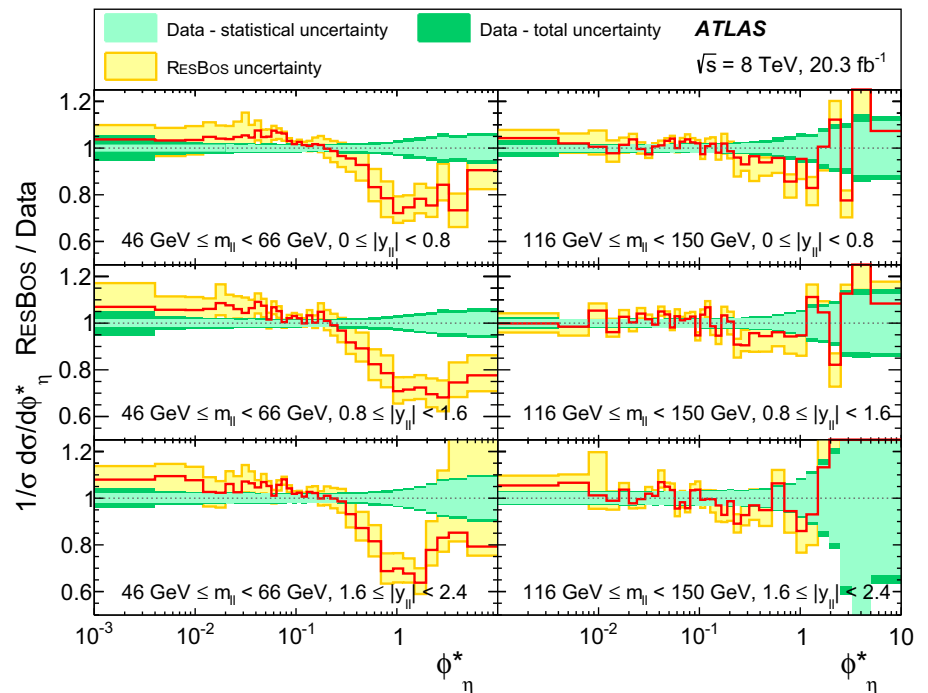 Data - statistical uncertainty Data - total uncertainty ATLAS
RESBOS uncertainty √s = 8 TeV, 20.3 fb⁻¹
1/σ dσ/dϕ*η RESBOS / Data
1.2
1
0.8
0.6
46 GeV ≤ m_ll < 66 GeV, 0 ≤ |y_ll| < 0.8
116 GeV ≤ m_ll < 150 GeV, 0 ≤ |y_ll| < 0.8
1.2
1
0.8
0.6
46 GeV ≤ m_ll < 66 GeV, 0.8 ≤ |y_ll| < 1.6
116 GeV ≤ m_ll < 150 GeV, 0.8 ≤ |y_ll| < 1.6
1.2
1
0.8
0.6
46 GeV ≤ m_ll < 66 GeV, 1.6 ≤ |y_ll| < 2.4
116 GeV ≤ m_ll < 150 GeV, 1.6 ≤ |y_ll| < 2.4
10⁻³ 10⁻² 10⁻¹ 1 10⁻² 10⁻¹ 1 10
ϕ*η ϕ*η